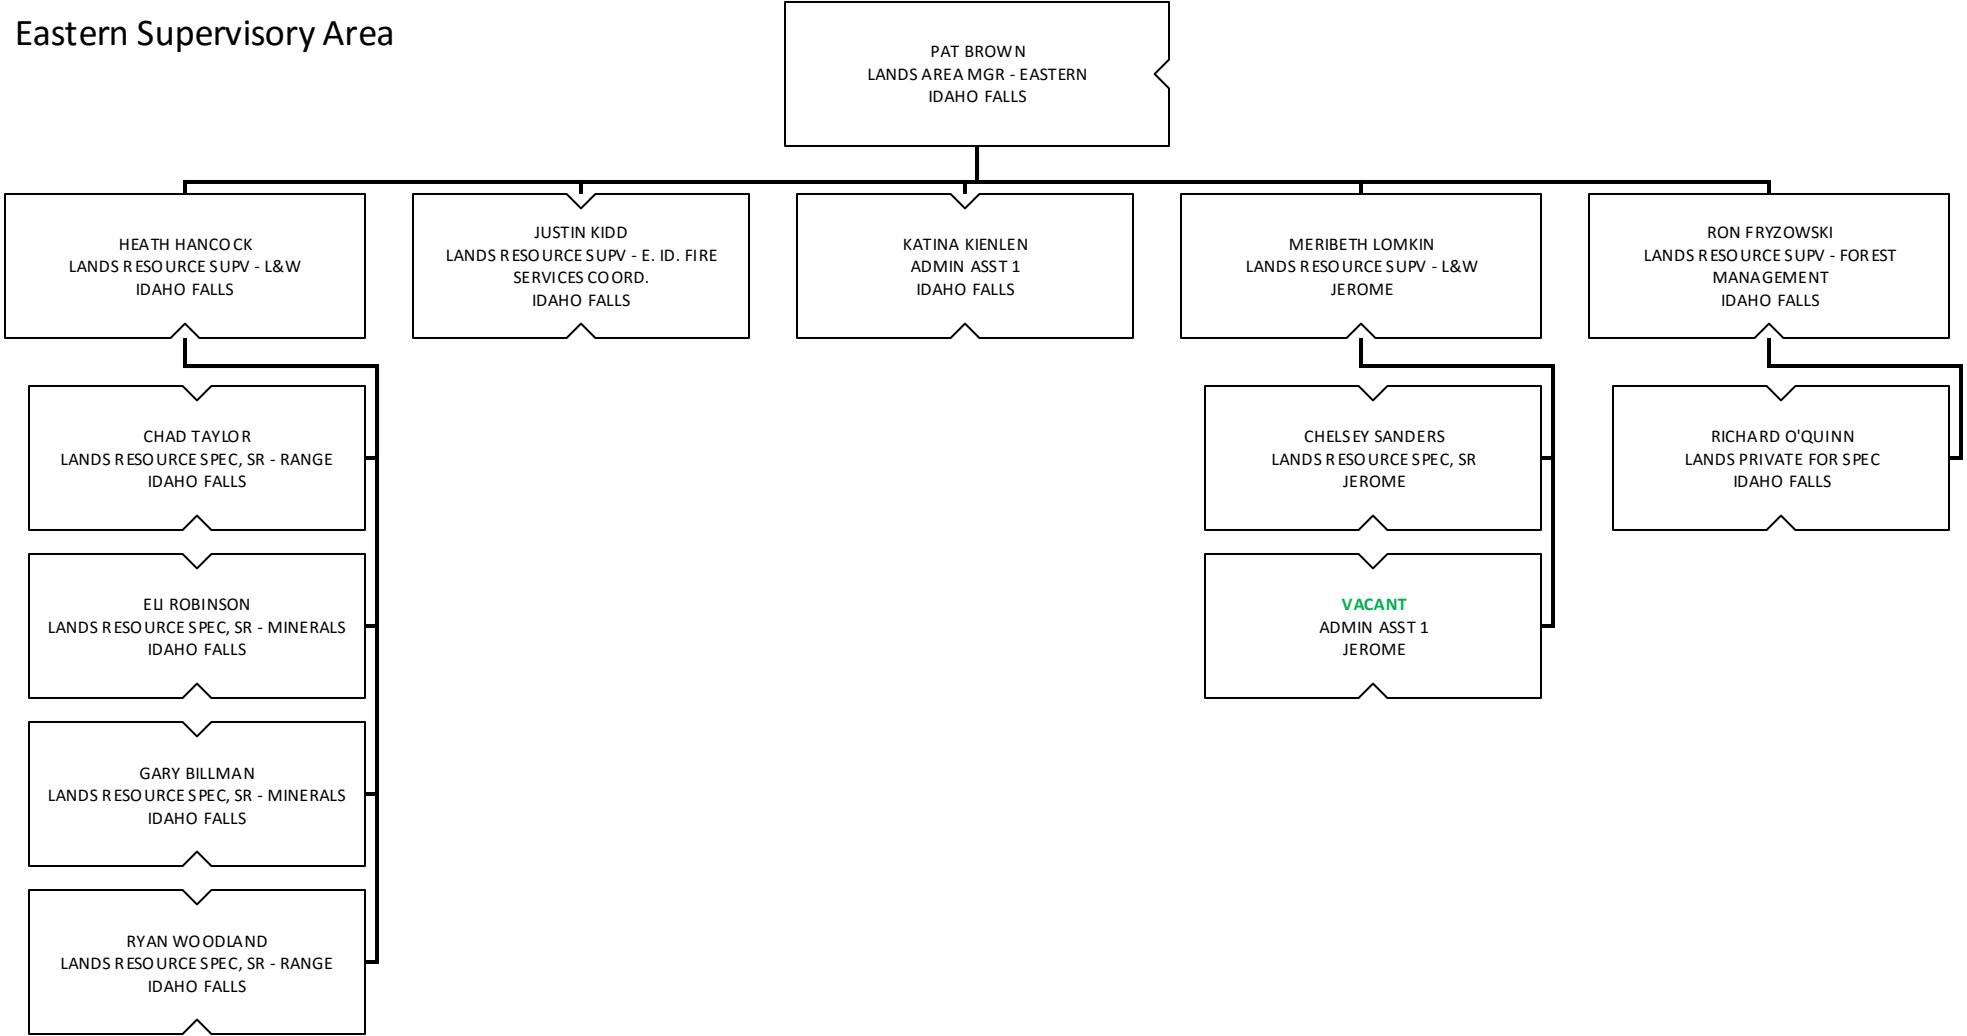 Eastern Supervisory Area
PAT BROWN
LANDS AREA MGR - EASTERN
IDAHO FALLS
HEATH HANCOCK
LANDS RESOURCE SUPV - L&W
IDAHO FALLS
JUSTIN KIDD
LANDS RESOURCE SUPV - E. ID. FIRE
SERVICES COORD.
IDAHO FALLS
KATINA KIENLEN
ADMIN ASST 1
IDAHO FALLS
MERIBETH LOMKIN
LANDS RESOURCE SUPV - L&W
JEROME
RON FRYZOWSKI
LANDS RESOURCE SUPV - FOREST
MANAGEMENT
IDAHO FALLS
CHAD TAYLOR
LANDS RESOURCE SPEC, SR - RANGE
IDAHO FALLS
ELI ROBINSON
LANDS RESOURCE SPEC, SR - MINERALS
IDAHO FALLS
GARY BILLMAN
LANDS RESOURCE SPEC, SR - MINERALS
IDAHO FALLS
RYAN WOODLAND
LANDS RESOURCE SPEC, SR - RANGE
IDAHO FALLS
CHELSEY SANDERS
LANDS RESOURCE SPEC, SR
JEROME
VACANT
ADMIN ASST 1
JEROME
RICHARD O'QUINN
LANDS PRIVATE FOR SPEC
IDAHO FALLS